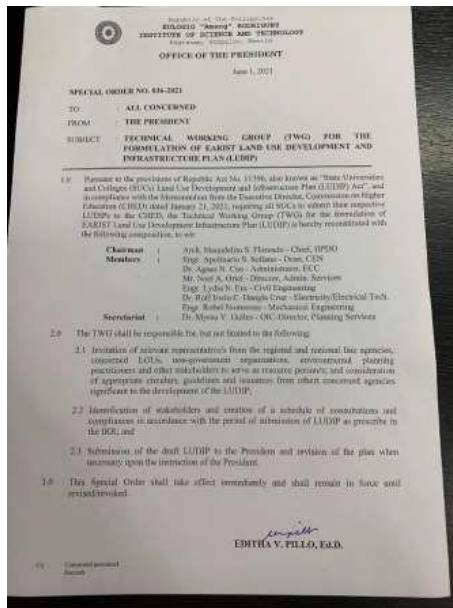 Republic of the Philippines
EULOGIO "Amang" RODRIGUEZ
INSTITUTE OF SCIENCE AND TECHNOLOGY
Nagtahan, Sampaloc, Manila
OFFICE OF THE PRESIDENT
June 1, 2021
SPECIAL ORDER NO. 036-2021
TO : ALL CONCERNED
FROM : THE PRESIDENT
SUBJECT : TECHNICAL WORKING GROUP (TWG) FOR THE
FORMULATION OF EARIST LAND USE DEVELOPMENT AND
INFRASTRUCTURE PLAN (LUDIP)
1.0 Pursuant to the provisions of Republic Act No. 11396, also known as "State Universities
and Colleges (SUCs) Land Use Development and Infrastructure Plan (LUDIP) Act", and
in compliance with the Memorandum from the Executive Director, Commission on Higher
Education (CHED) dated January 21, 2021, requiring all SUCs to submit their respective
LUDIPs to the CHED, the Technical Working Group (TWG) for the formulation of
EARIST Land Use Development Infrastructure Plan (LUDIP) is hereby reconstituted with
the following composition, to wit:
Chairman : Arch. S. - Chief,
Members : Engr. Apolinario S. - Dean, CEN
Dr. Agnes N. - Administrator, ECC
Mr. Noel A. - Director, Admin. Services
Engr. Lydia N. - Civil Engineering
Dr. Cruz - Electricity/Electrical Tech.
Engr. - Mechanical Engineering
Secretariat : Dr. Myrna V. - OIC-Director, Planning Services
2.0 The TWG shall be responsible for, but not limited to the following:
2.1 Invitation of relevant representative/s from the regional and national line agencies,
concerned LGUs, non-government organizations, environmental planning
practitioners and other stakeholders to serve as resource person/s; and consideration
of appropriate circulars, guidelines and issuances from other concerned agencies
significant to the development of the LUDIP;
2.2 Identification of stakeholders and creation of a schedule of consultations and
compliances in accordance with the period of submission of LUDIP as prescribe in
the IRR; and
2.3 Submission of the draft LUDIP to the President and revision of the plan when
necessary upon the instruction of the President.
3.0 This Special Order shall take effect immediately and shall remain in force until
revised/revoked.
EDITHA V. PILLO, Ed.D.
Concerned personnel
Records